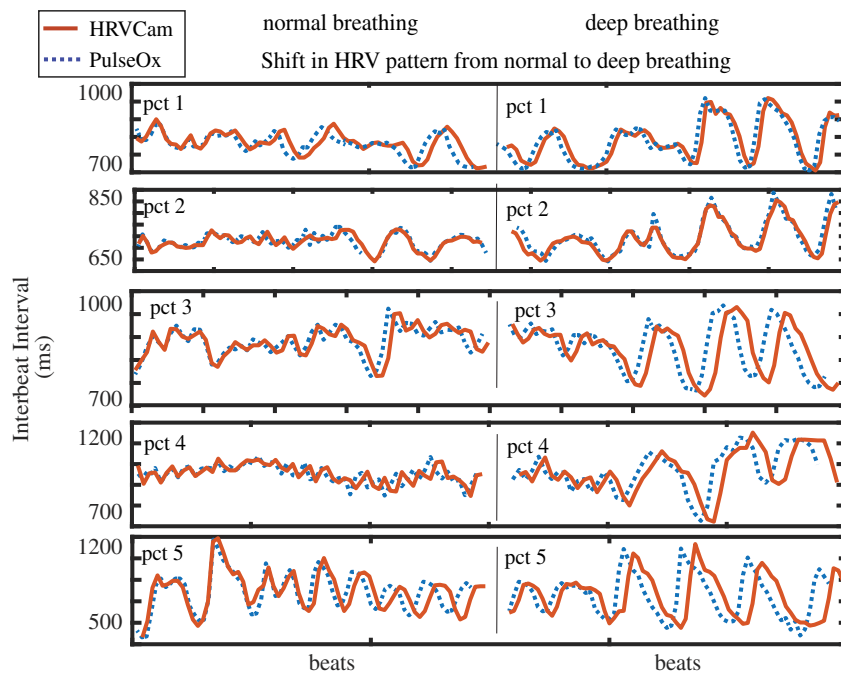 HRVCam
PulseOx
normal breathing
deep breathing
Shift in HRV pattern from normal to deep breathing
1000
700
pct 1
pct 1
850
650
pct 2
pct 2
1000
700
pct 3
pct 3
1200
700
pct 4
pct 4
1200
500
pct 5
pct 5
Interbeat Interval
(ms)
beats
beats